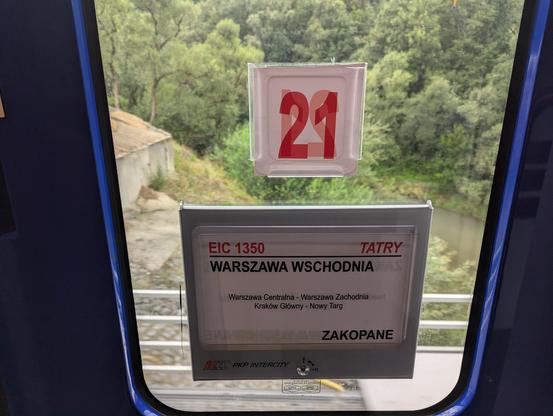 21
EIC 1350 TATRY
WARSZAWA WSCHODNIA
Warszawa Centralna - Warszawa Zachodnia
Kraków Główny - Nowy Targ
ZAKOPANE
PKP INTERCITY